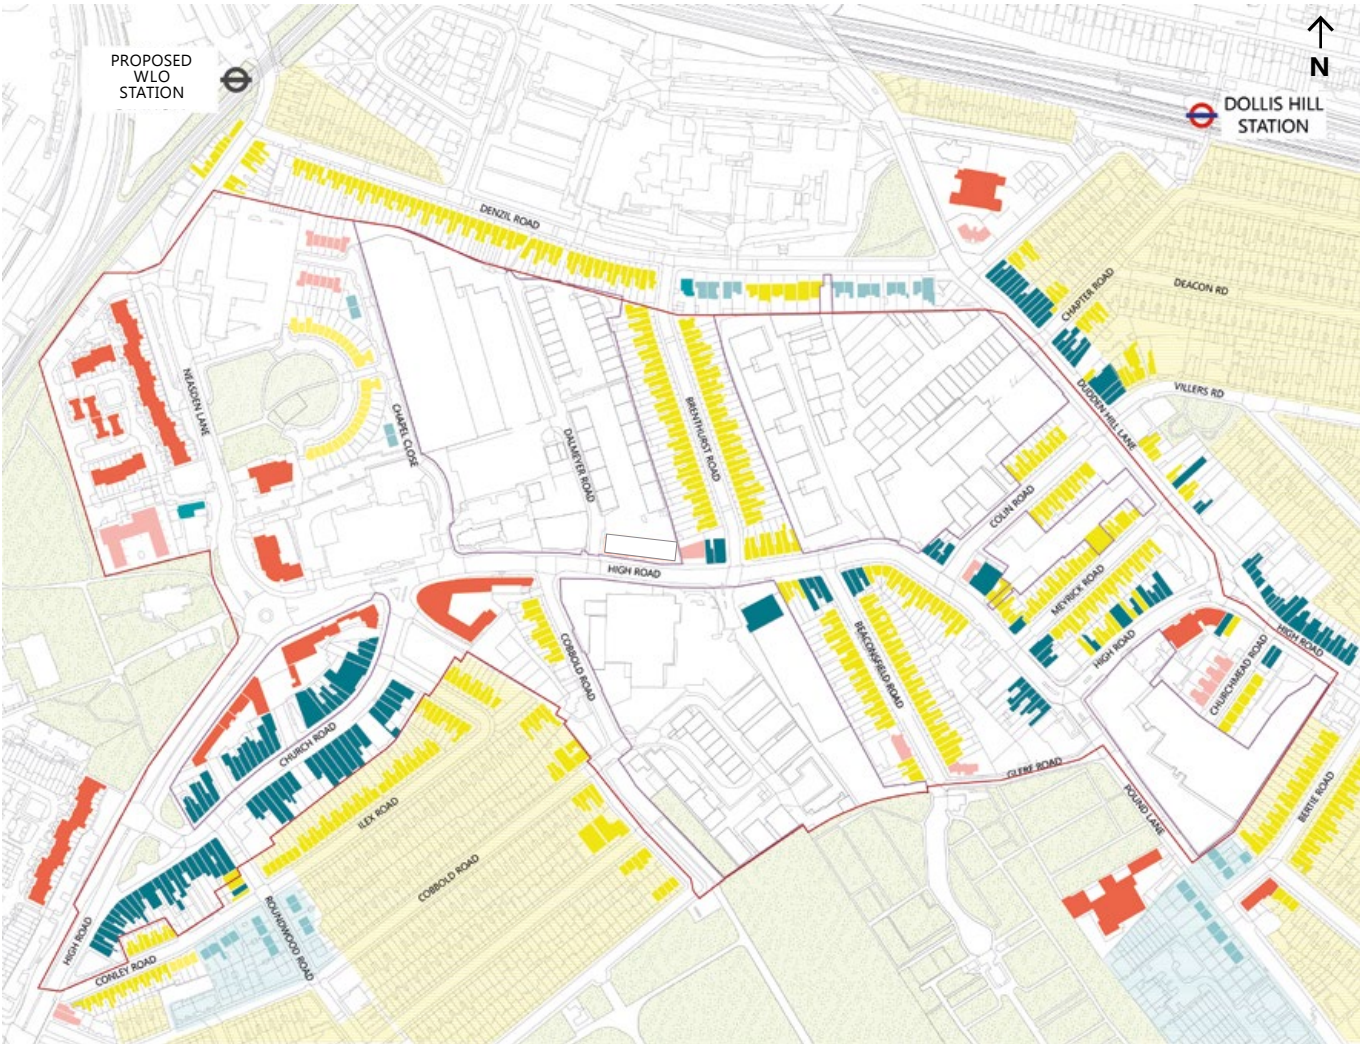 PROPOSED
WLO
STATION
N
DOLLIS HILL
STATION
DENZIL ROAD
CHAPTER ROAD
DEACON RD
VILLERS RD
DUDDEN HILL LANE
NEASDEN LANE
CHAPEL CLOSE
DALMEYER ROAD
BRENTHURST ROAD
COLIN ROAD
HIGH ROAD
MEYRICK ROAD
HIGH ROAD
HIGH ROAD
CHURCHMEAD ROAD
COBBOLD ROAD
BEACONSFIELD ROAD
CHURCH ROAD
GLEBE ROAD
POUND LANE
BERTIE ROAD
ILEX ROAD
COBBOLD ROAD
ROUNDWOOD ROAD
HIGH ROAD
CONLEY ROAD